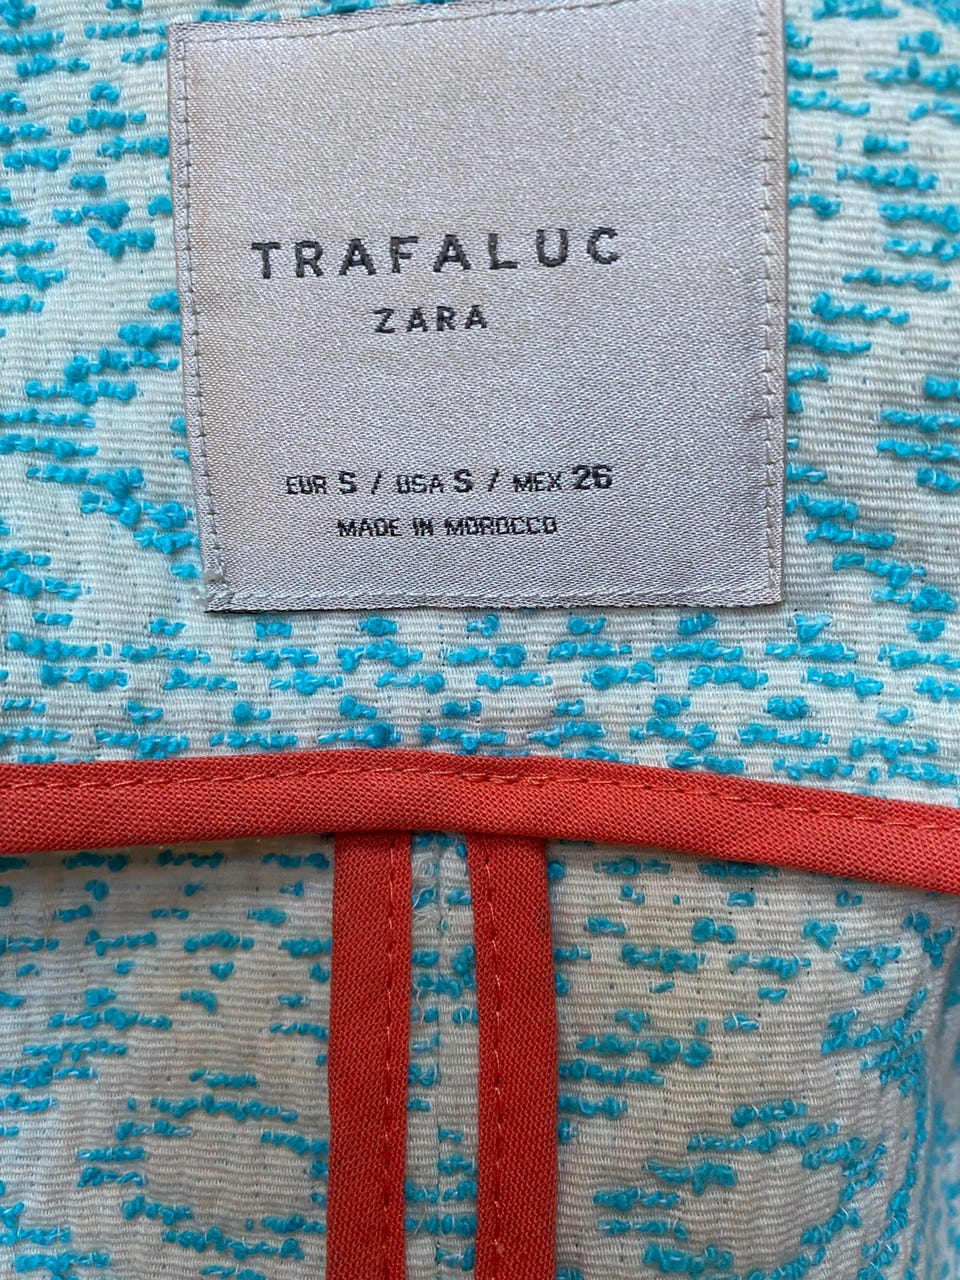 TRAFALUC
ZARA
EUR S / USA S / MEX 26
MADE IN MOROCCO